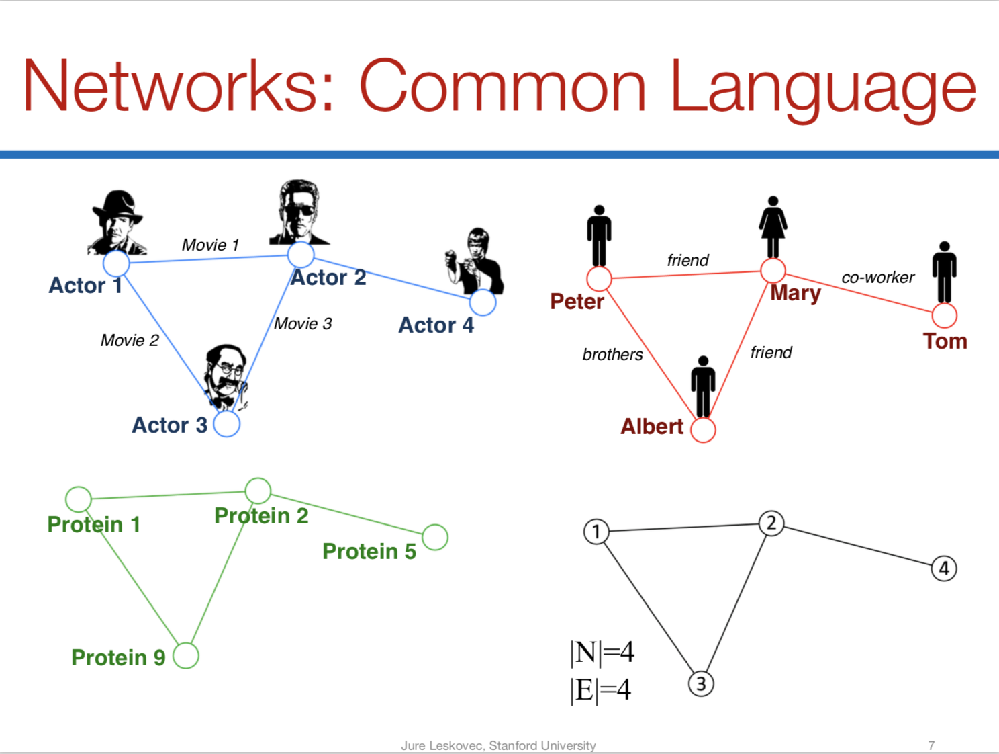 Networks: Common Language
Movie 1
Actor 1
Actor 2
Movie 3
Actor 4
Movie 2
Actor 3
friend
co-worker
Peter
Mary
Tom
brothers
friend
Albert
Protein 1
Protein 2
Protein 5
Protein 9
1
2
4
3
|N|=4
|E|=4
Jure Leskovec, Stanford University
7